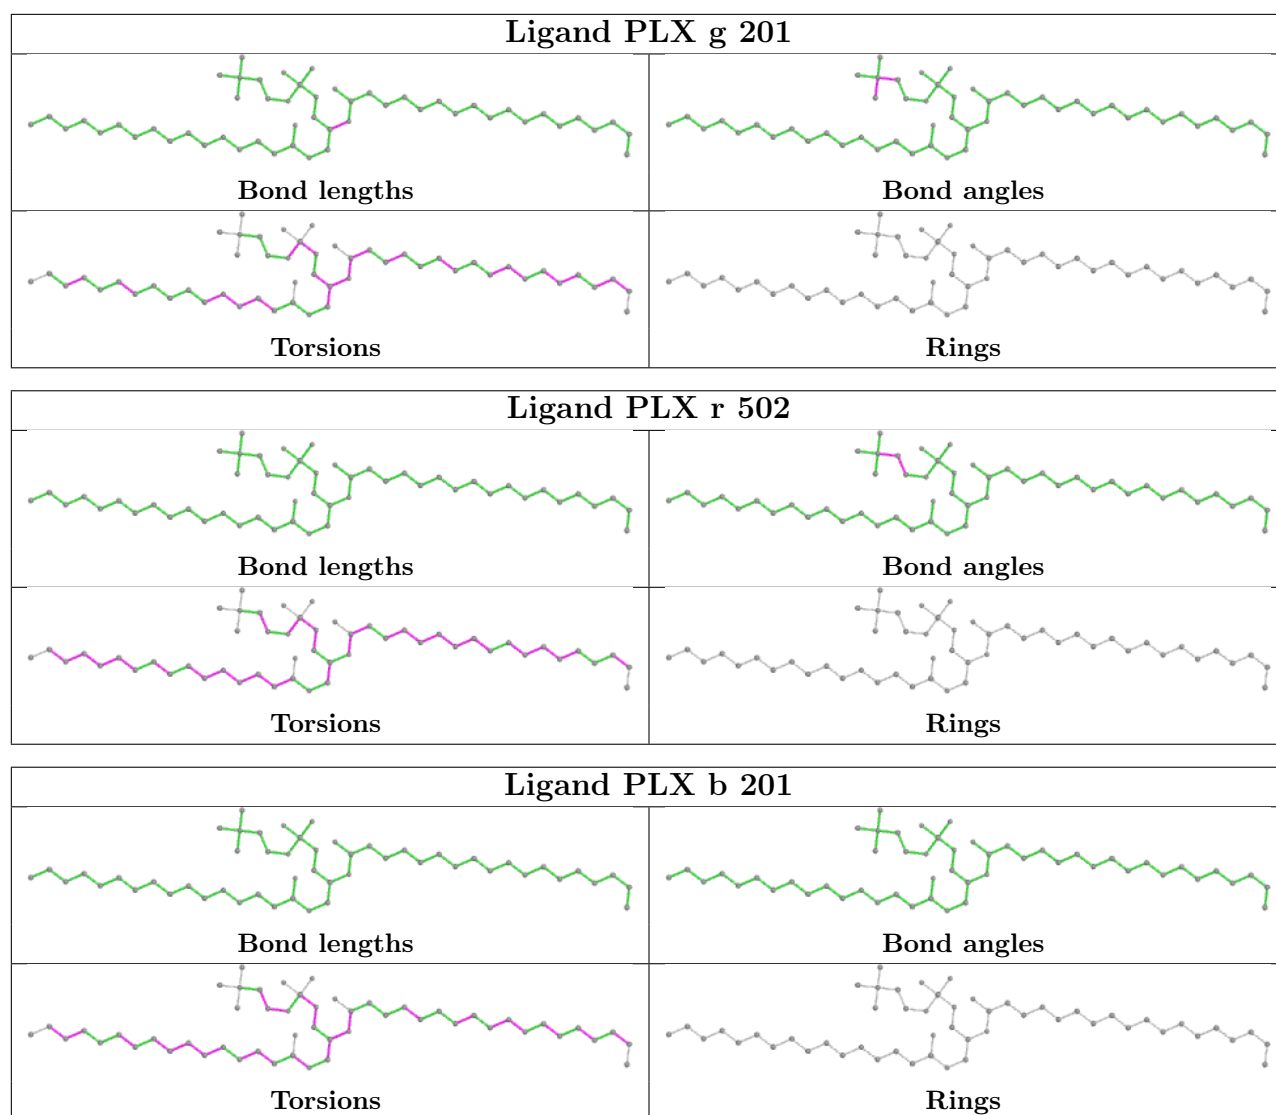 Ligand PLX g 201
Bond lengths Bond angles
Torsions Rings
Ligand PLX r 502
Bond lengths Bond angles
Torsions Rings
Ligand PLX b 201
Bond lengths Bond angles
Torsions Rings